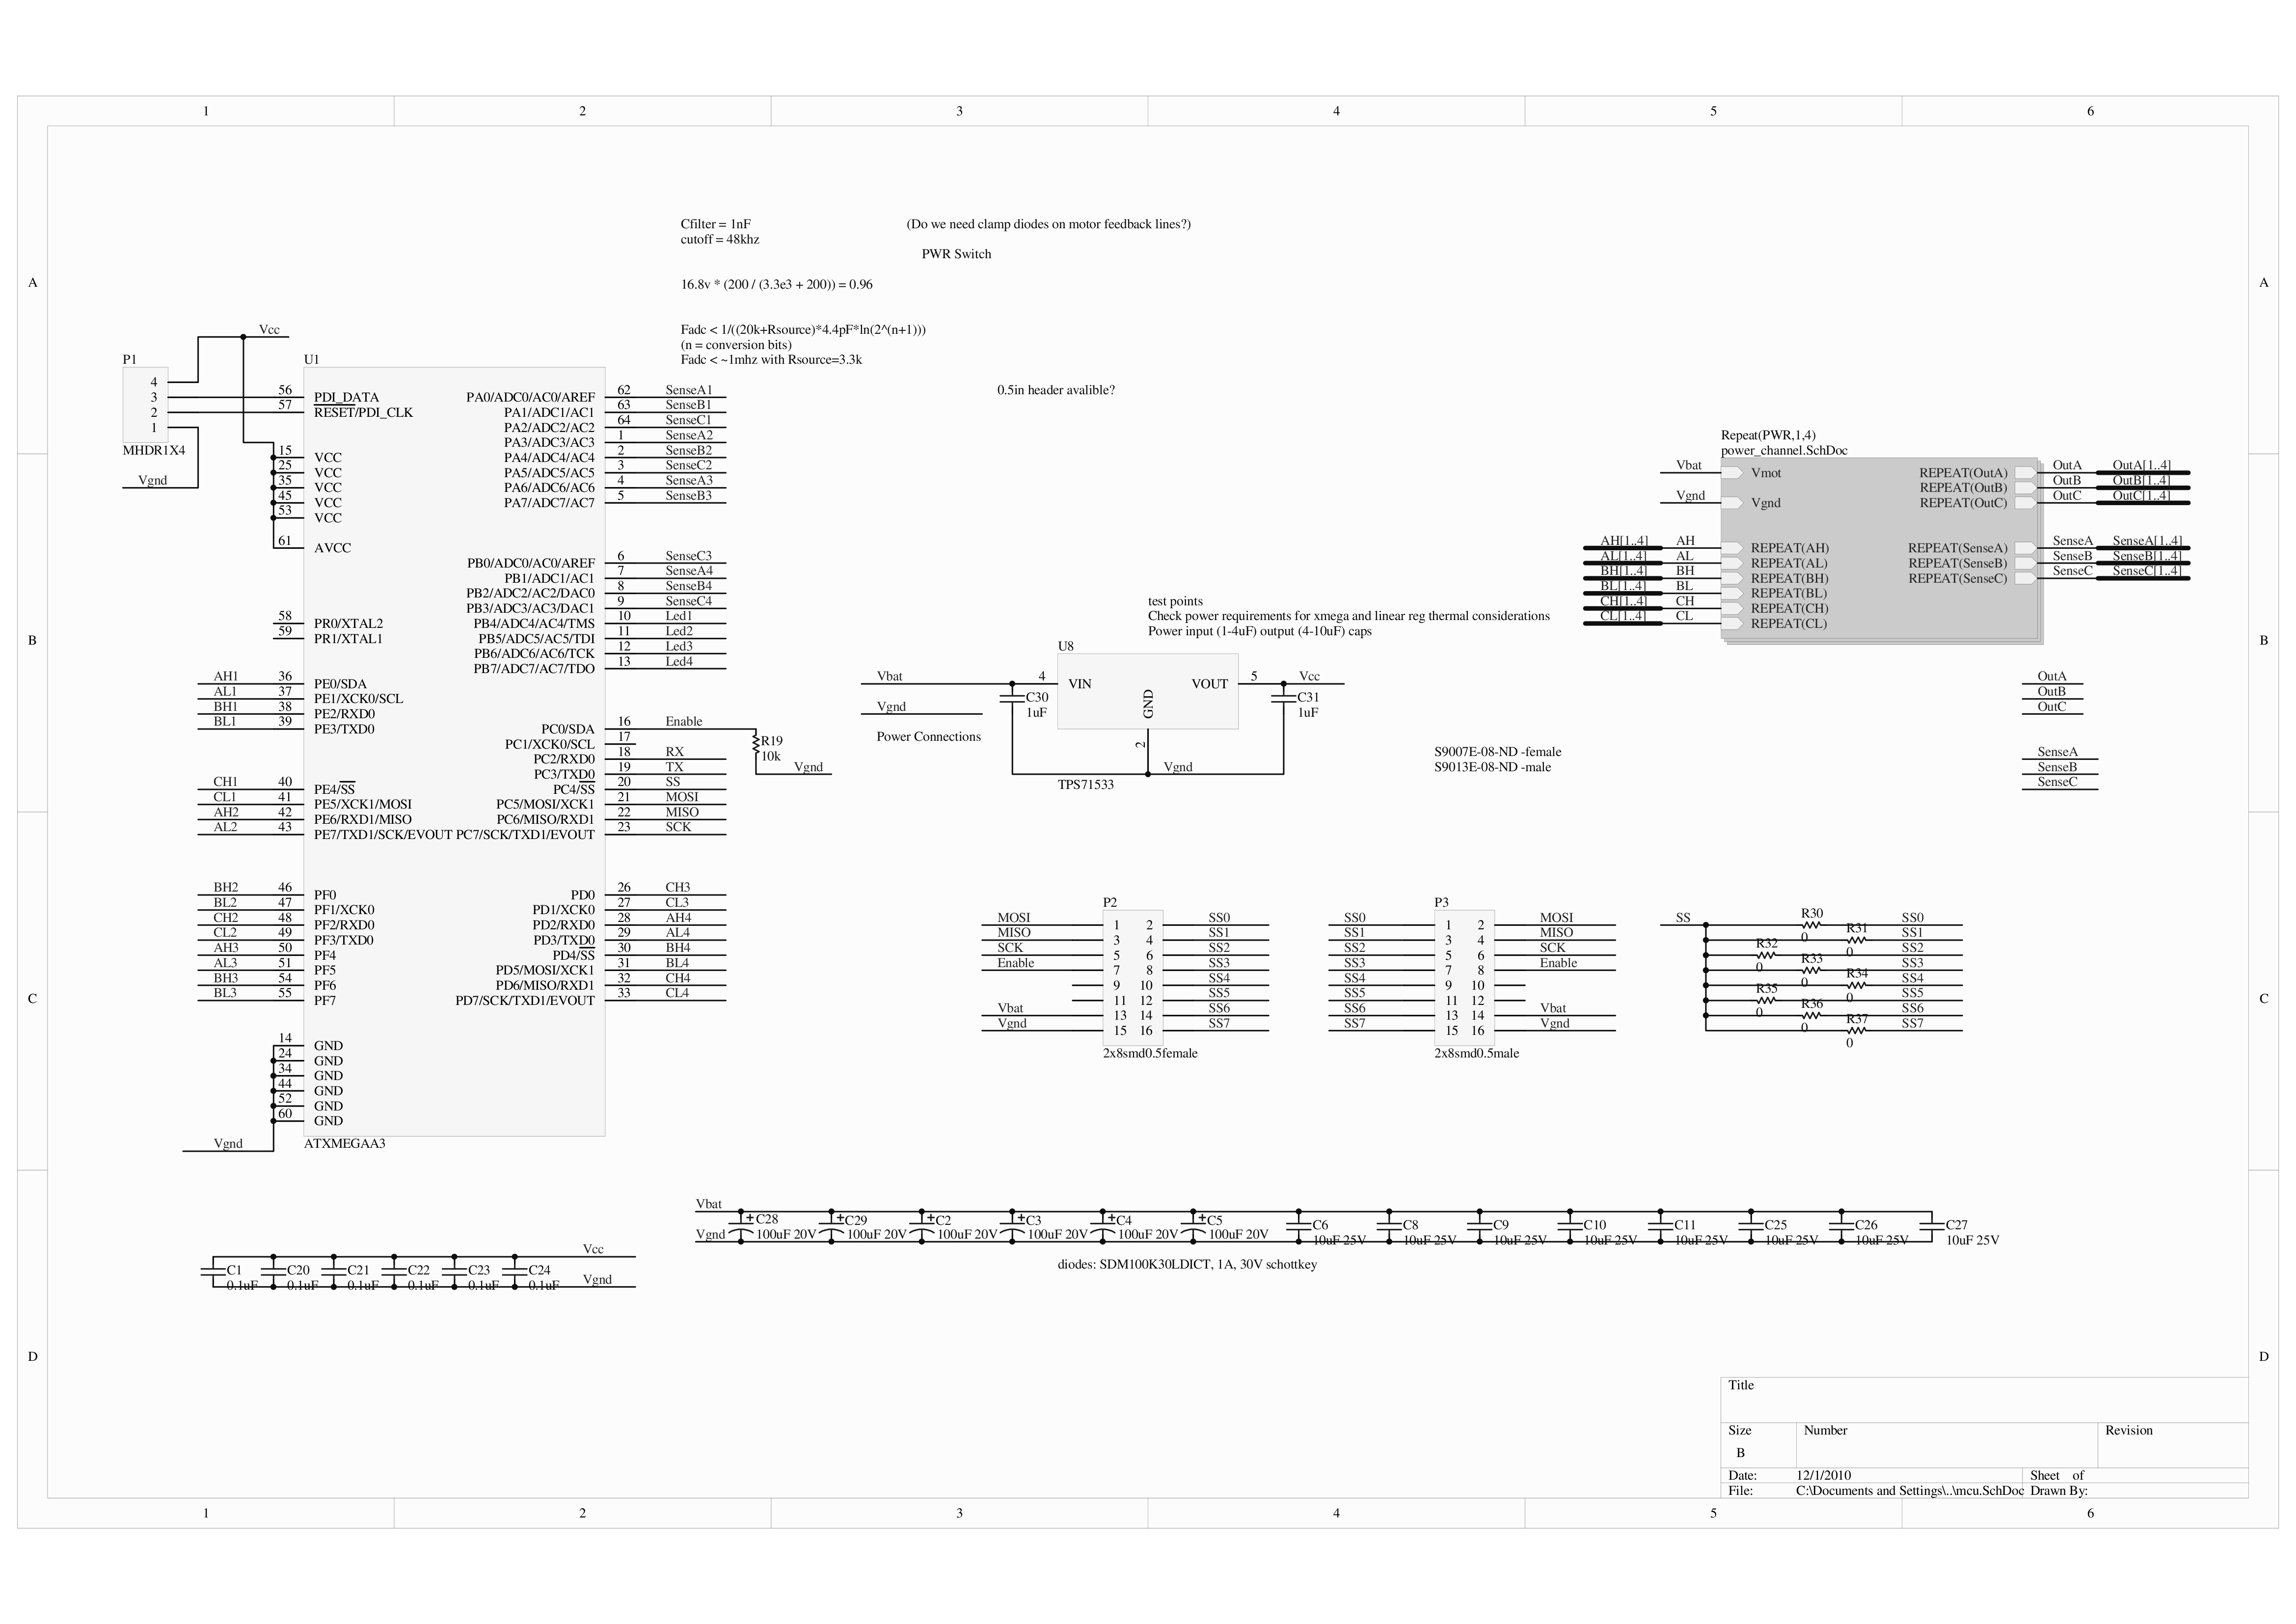 1 2 3 4 5 6
A
B
C
D
A
B
C
D
Cfilter = 1nF
cutoff = 48khz
(Do we need clamp diodes on motor feedback lines?)
PWR Switch
16.8v * (200 / (3.3e3 + 200)) = 0.96
Fadc < 1/((20k+Rsource)*4.4pF*ln(2^(n+1)))
(n = conversion bits)
Fadc < ~1mhz with Rsource=3.3k
0.5in header avalible?
Vcc
P1
4
3
2
1
MHDR1X4
Vgnd
U1
56 PDI_DATA
57 RESET/PDI_CLK
15 VCC
25 VCC
35 VCC
45 VCC
53 VCC
61 AVCC
58 PR0/XTAL2
59 PR1/XTAL1
AH1 36 PE0/SDA
AL1 37 PE1/XCK0/SCL
BH1 38 PE2/RXD0
BL1 39 PE3/TXD0
CH1 40 PE4/SS
CL1 41 PE5/XCK1/MOSI
AH2 42 PE6/RXD1/MISO
AL2 43 PE7/TXD1/SCK/EVOUT
BH2 46 PF0
BL2 47 PF1/XCK0
CH2 48 PF2/RXD0
CL2 49 PF3/TXD0
AH3 50 PF4
AL3 51 PF5
BH3 54 PF6
BL3 55 PF7
14 GND
24 GND
34 GND
44 GND
52 GND
60 GND
Vgnd
ATXMEGAA3
PA0/ADC0/AC0/AREF 62 SenseA1
PA1/ADC1/AC1 63 SenseB1
PA2/ADC2/AC2 64 SenseC1
PA3/ADC3/AC3 1 SenseA2
PA4/ADC4/AC4 2 SenseB2
PA5/ADC5/AC5 3 SenseC2
PA6/ADC6/AC6 4 SenseA3
PA7/ADC7/AC7 5 SenseB3
PB0/ADC0/AC0/AREF 6 SenseC3
PB1/ADC1/AC1 7 SenseA4
PB2/ADC2/AC2/DAC0 8 SenseB4
PB3/ADC3/AC3/DAC1 9 SenseC4
PB4/ADC4/AC4/TMS 10 Led1
PB5/ADC5/AC5/TDI 11 Led2
PB6/ADC6/AC6/TCK 12 Led3
PB7/ADC7/AC7/TDO 13 Led4
PC0/SDA 16 Enable
PC1/XCK0/SCL 17
PC2/RXD0 18 RX
PC3/TXD0 19 TX
PC4/SS 20 SS
PC5/MOSI/XCK1 21 MOSI
PC6/MISO/RXD1 22 MISO
PC7/SCK/TXD1/EVOUT 23 SCK
PD0 26 CH3
PD1/XCK0 27 CL3
PD2/RXD0 28 AH4
PD3/TXD0 29 AL4
PD4/SS 30 BH4
PD5/MOSI/XCK1 31 BL4
PD6/MISO/RXD1 32 CH4
PD7/SCK/TXD1/EVOUT 33 CL4
R19
10k
Vgnd
test points
Check power requirements for xmega and linear reg thermal considerations
Power input (1-4uF) output (4-10uF) caps
U8
Vbat 4 VIN VOUT 5 Vcc
GND
2
C30
1uF
C31
1uF
Vgnd
Power Connections
Vgnd
TPS71533
S9007E-08-ND -female
S9013E-08-ND -male
Repeat(PWR,1,4)
power_channel.SchDoc
Vbat Vmot
Vgnd Vgnd
AH[1..4] AH REPEAT(AH)
AL[1..4] AL REPEAT(AL)
BH[1..4] BH REPEAT(BH)
BL[1..4] BL REPEAT(BL)
CH[1..4] CH REPEAT(CH)
CL[1..4] CL REPEAT(CL)
REPEAT(OutA) OutA OutA[1..4]
REPEAT(OutB) OutB OutB[1..4]
REPEAT(OutC) OutC OutC[1..4]
REPEAT(SenseA) SenseA SenseA[1..4]
REPEAT(SenseB) SenseB SenseB[1..4]
REPEAT(SenseC) SenseC SenseC[1..4]
OutA
OutB
OutC
SenseA
SenseB
SenseC
P2
MOSI 1 2 SS0
MISO 3 4 SS1
SCK 5 6 SS2
Enable 7 8 SS3
9 10 SS4
11 12 SS5
Vbat 13 14 SS6
Vgnd 15 16 SS7
2x8smd0.5female
P3
SS0 1 2 MOSI
SS1 3 4 MISO
SS2 5 6 SCK
SS3 7 8 Enable
SS4 9 10
SS5 11 12
SS6 13 14 Vbat
SS7 15 16 Vgnd
2x8smd0.5male
SS R30 0 SS0
R31 0 SS1
R32 0 SS2
R33 0 SS3
R34 0 SS4
R35 0 SS5
R36 0 SS6
R37 0 SS7
Vbat
Vgnd
C28 C29 C2 C3 C4 C5 C6 C8 C9 C10 C11 C25 C26 C27
100uF 20V 100uF 20V 100uF 20V 100uF 20V 100uF 20V 100uF 20V 10uF 25V 10uF 25V 10uF 25V 10uF 25V 10uF 25V 10uF 25V 10uF 25V 10uF 25V
diodes: SDM100K30LDICT, 1A, 30V schottkey
Vcc
C1 C20 C21 C22 C23 C24
0.1uF 0.1uF 0.1uF 0.1uF 0.1uF 0.1uF
Vgnd
Title
Size Number Revision
B
Date: 12/1/2010 Sheet of
File: C:\Documents and Settings\..\mcu.SchDoc Drawn By:
1 2 3 4 5 6